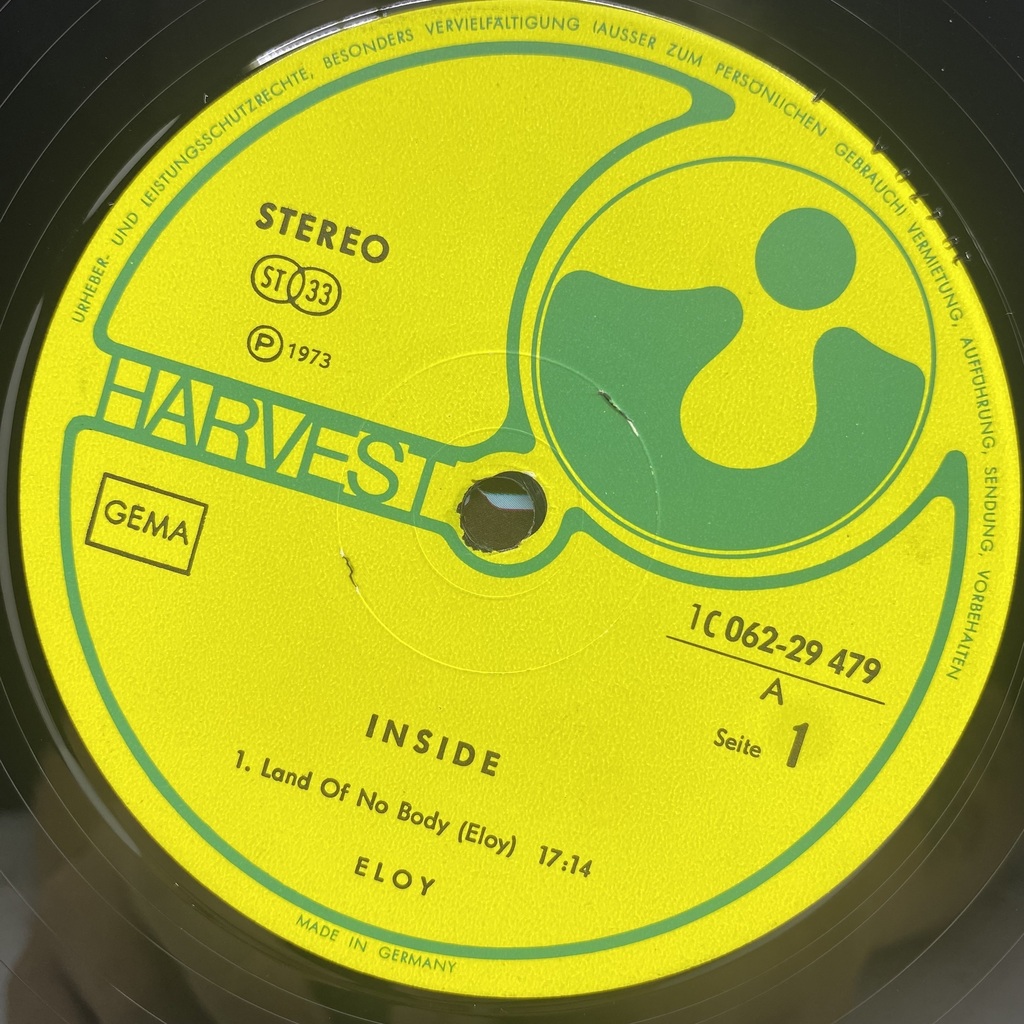 URHEBER- UND LEISTUNGSSCHUTZRECHTE, BESONDERS VERVIELFÄLTIGUNG (AUSSER ZUM PERSÖNLICHEN GEBRAUCH) VERMIETUNG, AUFFÜHRUNG, SENDUNG, VORBEHALTEN
STEREO
ST 33
Ⓟ 1973
HARVEST
GEMA
1C 062-29 479
A
Seite 1
INSIDE
1. Land Of No Body (Eloy) 17:14
ELOY
MADE IN GERMANY